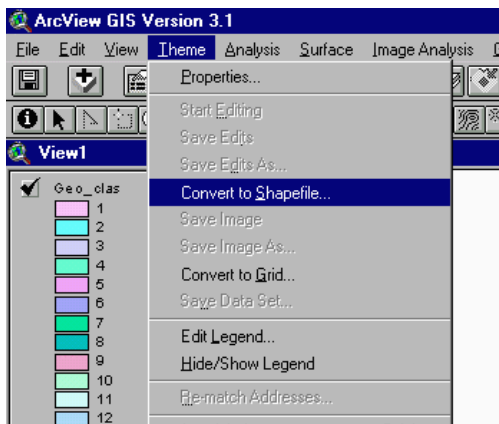 ArcView GIS Version 3.1
File Edit View Theme Analysis Surface Image Analysis
Properties...
Start Editing
Save Edits
Save Edits As...
View1
Geo_clas
Convert to Shapefile...
1
2
Save Image
3
Save Image As...
4
Convert to Grid...
5
6
Save Data Set...
7
Edit Legend...
8
9
Hide/Show Legend
10
11
Re-match Addresses...
12